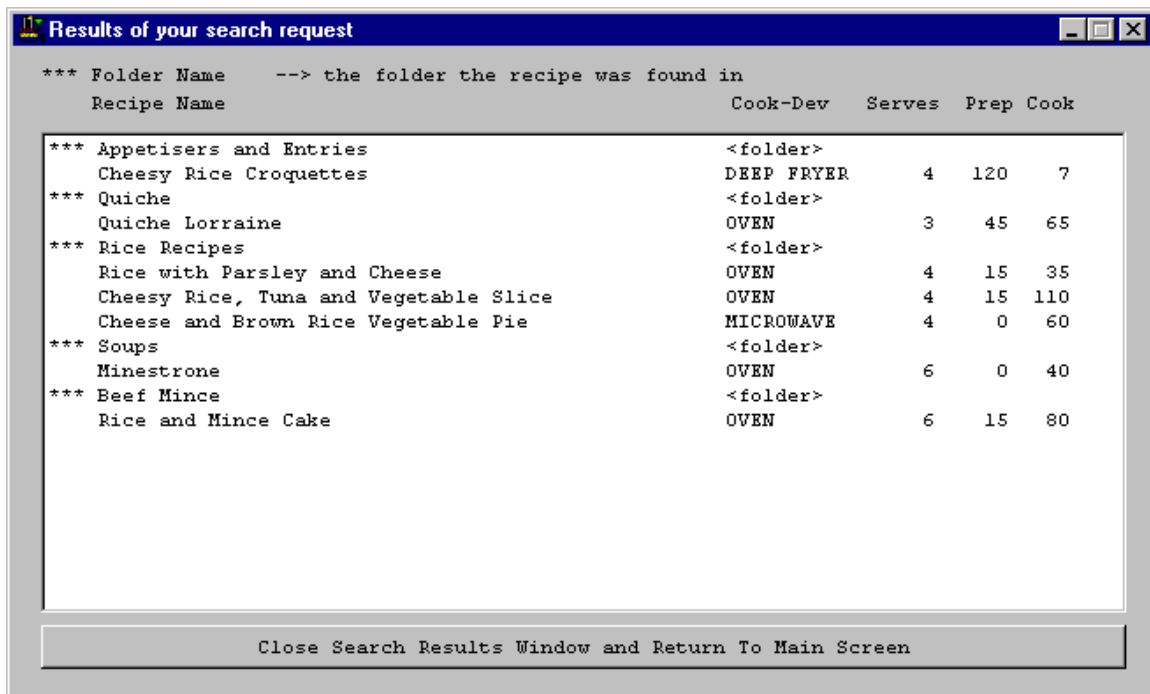 Results of your search request
*** Folder Name --> the folder the recipe was found in
Recipe Name Cook-Dev Serves Prep Cook
*** Appetisers and Entries <folder>
Cheesy Rice Croquettes DEEP FRYER 4 120 7
*** Quiche <folder>
Quiche Lorraine OVEN 3 45 65
*** Rice Recipes <folder>
Rice with Parsley and Cheese OVEN 4 15 35
Cheesy Rice, Tuna and Vegetable Slice OVEN 4 15 110
Cheese and Brown Rice Vegetable Pie MICROWAVE 4 0 60
*** Soups <folder>
Minestrone OVEN 6 0 40
*** Beef Mince <folder>
Rice and Mince Cake OVEN 6 15 80
Close Search Results Window and Return To Main Screen